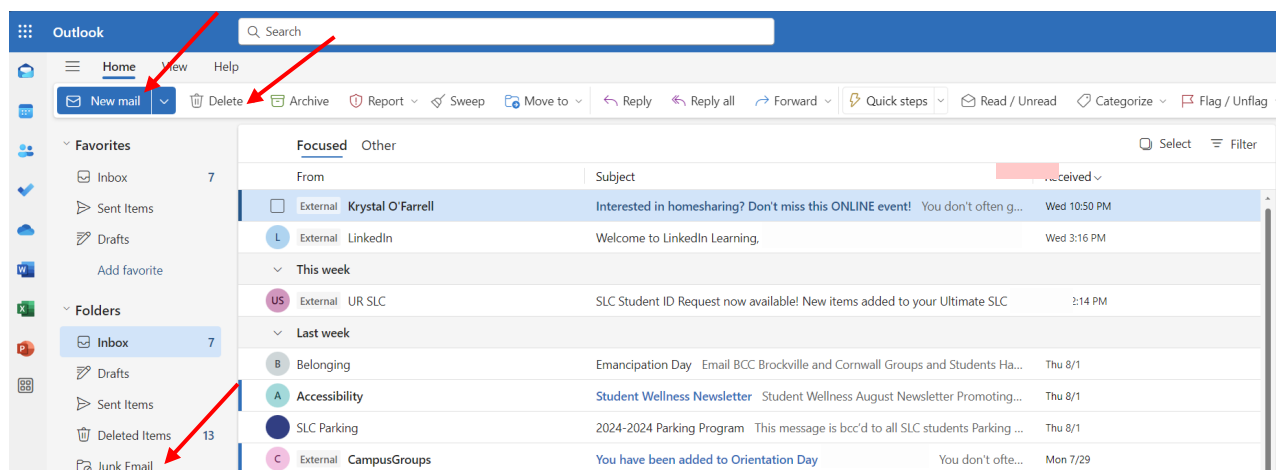 Outlook Search
Home View Help
New mail Delete Archive Report Sweep Move to Reply Reply all Forward Quick steps Read / Unread Categorize Flag / Unflag
Favorites
Inbox 7
Sent Items
Drafts
Add favorite
Folders
Inbox 7
Drafts
Sent Items
Deleted Items 13
Junk Email
Focused Other Select Filter
From Subject Received
External Krystal O'Farrell Interested in homesharing? Don't miss this ONLINE event! You don't often g... Wed 10:50 PM
L External LinkedIn Welcome to LinkedIn Learning, Wed 3:16 PM
This week
US External UR SLC SLC Student ID Request now available! New items added to your Ultimate SLC 2:14 PM
Last week
B Belonging Emancipation Day Email BCC Brockville and Cornwall Groups and Students Ha... Thu 8/1
A Accessibility Student Wellness Newsletter Student Wellness August Newsletter Promoting... Thu 8/1
SLC Parking 2024-2024 Parking Program This message is bcc'd to all SLC students Parking ... Thu 8/1
C External CampusGroups You have been added to Orientation Day You don't ofte... Mon 7/29